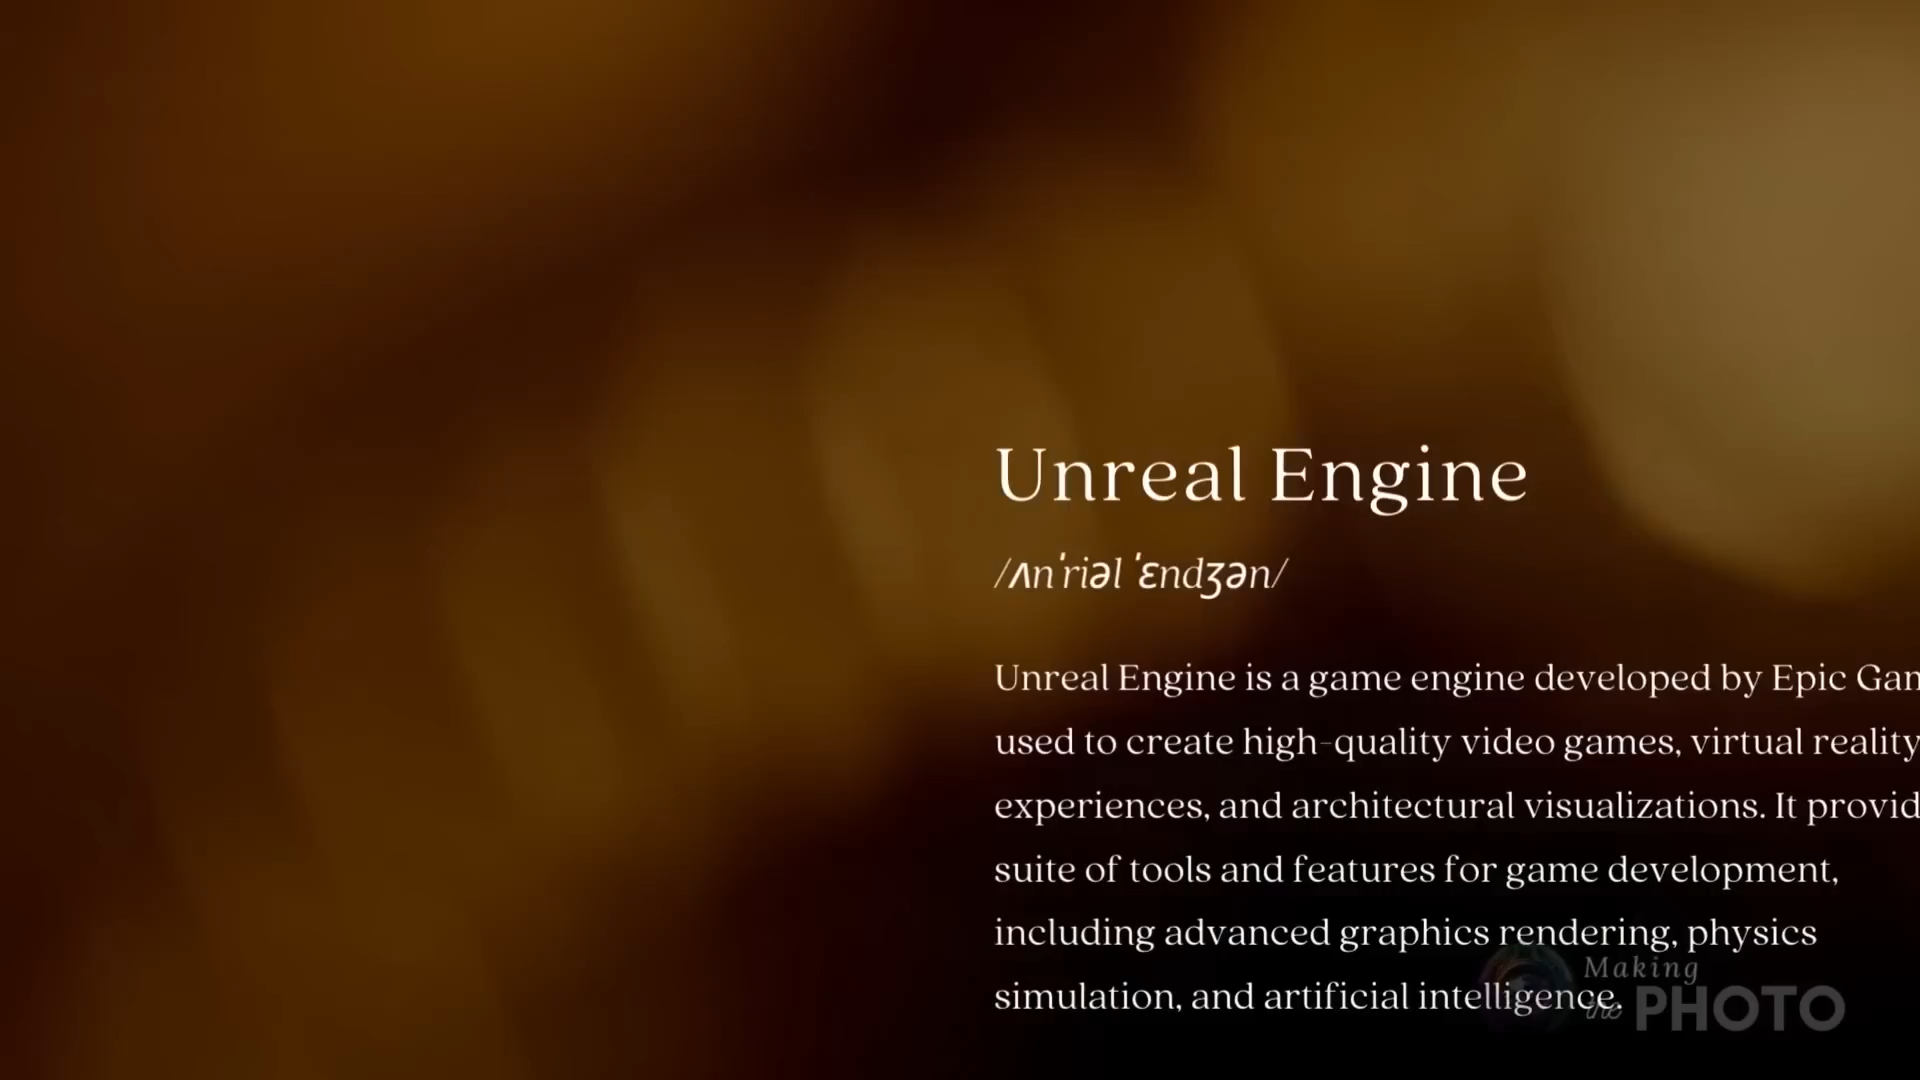 Unreal Engine
/ʌnˈriəl ˈɛndʒən/
Unreal Engine is a game engine developed by Epic Gam
used to create high-quality video games, virtual reality
experiences, and architectural visualizations. It provid
suite of tools and features for game development,
including advanced graphics rendering, physics
simulation, and artificial intelligence.
Making
the PHOTO